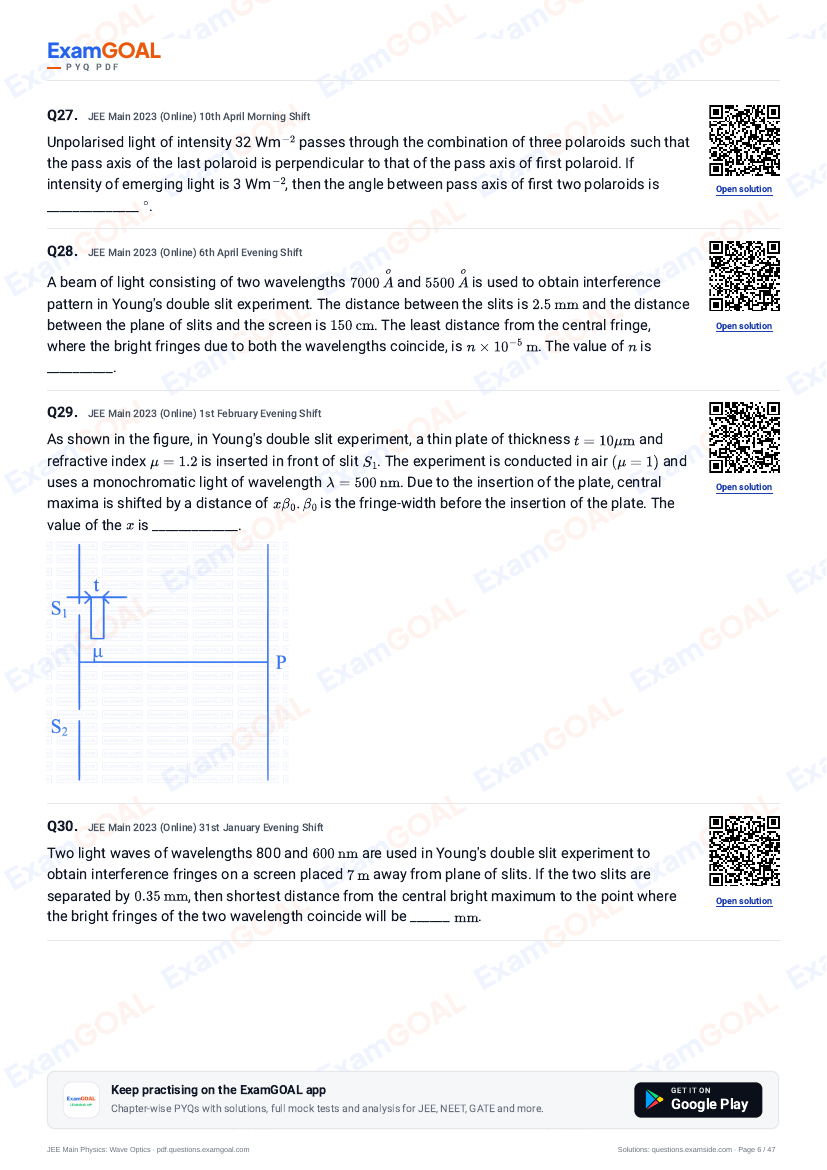 ExamGOAL
PYQ PDF
Q27. JEE Main 2023 (Online) 10th April Morning Shift
Unpolarised light of intensity 32 Wm⁻² passes through the combination of three polaroids such that
the pass axis of the last polaroid is perpendicular to that of the pass axis of first polaroid. If
intensity of emerging light is 3 Wm⁻², then the angle between pass axis of first two polaroids is
______________ °.
Open solution
Q28. JEE Main 2023 (Online) 6th April Evening Shift
A beam of light consisting of two wavelengths 7000 Å and 5500 Å is used to obtain interference
pattern in Young's double slit experiment. The distance between the slits is 2.5 mm and the distance
between the plane of slits and the screen is 150 cm. The least distance from the central fringe,
where the bright fringes due to both the wavelengths coincide, is n × 10⁻⁵ m. The value of n is
__________.
Open solution
Q29. JEE Main 2023 (Online) 1st February Evening Shift
As shown in the figure, in Young's double slit experiment, a thin plate of thickness t = 10μm and
refractive index μ = 1.2 is inserted in front of slit S₁. The experiment is conducted in air (μ = 1) and
uses a monochromatic light of wavelength λ = 500 nm. Due to the insertion of the plate, central
maxima is shifted by a distance of xβ₀. β₀ is the fringe-width before the insertion of the plate. The
value of the x is _____________.
Open solution
t
S₁
μ
P
S₂
Q30. JEE Main 2023 (Online) 31st January Evening Shift
Two light waves of wavelengths 800 and 600 nm are used in Young's double slit experiment to
obtain interference fringes on a screen placed 7 m away from plane of slits. If the two slits are
separated by 0.35 mm, then shortest distance from the central bright maximum to the point where
the bright fringes of the two wavelength coincide will be ______ mm.
Open solution
ExamGOAL
Keep practising on the ExamGOAL app
Chapter-wise PYQs with solutions, full mock tests and analysis for JEE, NEET, GATE and more.
GET IT ON
Google Play
JEE Main Physics: Wave Optics · pdf.questions.examgoal.com
Solutions: questions.examside.com · Page 6 / 47